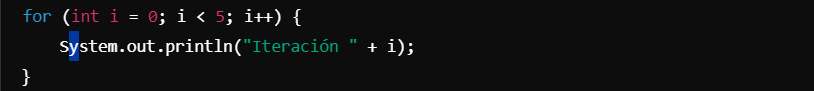 for (int i = 0; i < 5; i++) {
    System.out.println("Iteración " + i);
}